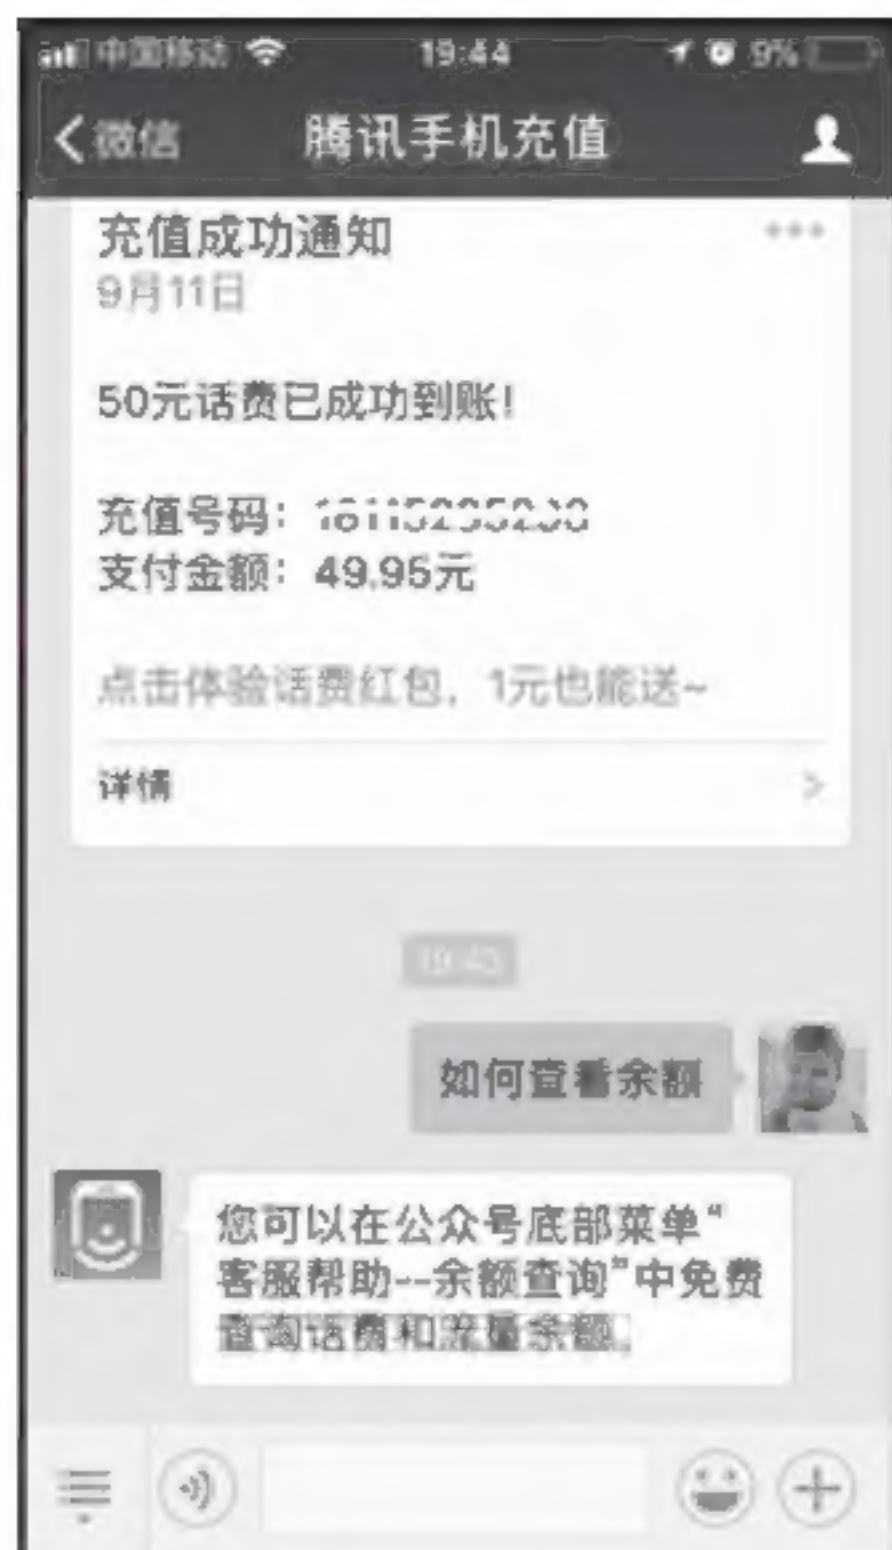 中国移动 19:44 9%
微信 腾讯手机充值
充值成功通知
9月11日
50元话费已成功到账!
充值号码:
支付金额: 49.95元
点击体验话费红包，1元也能送~
详情
19:43
如何查看余额
您可以在公众号底部菜单“
客服帮助--余额查询”中免费
查询话费和流量余额。